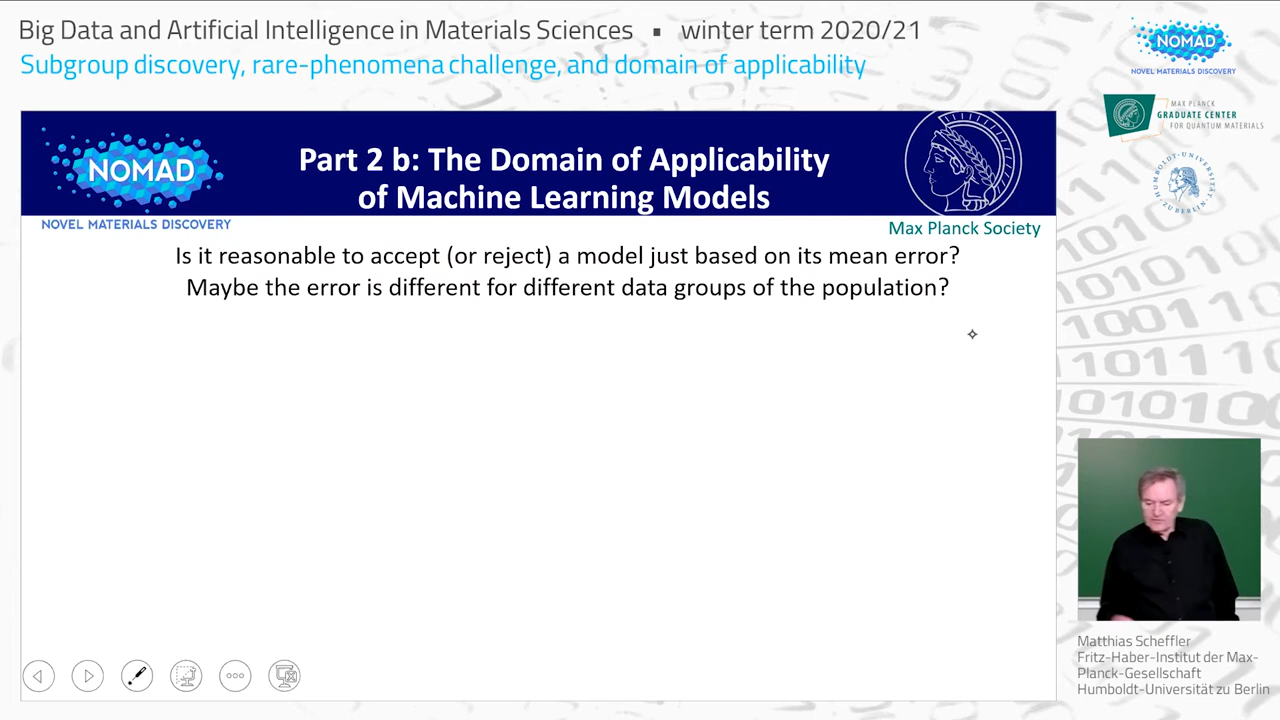 Big Data and Artificial Intelligence in Materials Sciences ▪ winter term 2020/21
Subgroup discovery, rare-phenomena challenge, and domain of applicability
NOMAD
NOVEL MATERIALS DISCOVERY
MAX PLANCK
GRADUATE CENTER
FOR QUANTUM MATERIALS
HUMBOLDT-UNIVERSITÄT
ZU BERLIN
NOMAD
NOVEL MATERIALS DISCOVERY
Part 2 b: The Domain of Applicability
of Machine Learning Models
Max Planck Society
Is it reasonable to accept (or reject) a model just based on its mean error?
Maybe the error is different for different data groups of the population?
Matthias Scheffler
Fritz-Haber-Institut der Max-
Planck-Gesellschaft
Humboldt-Universität zu Berlin